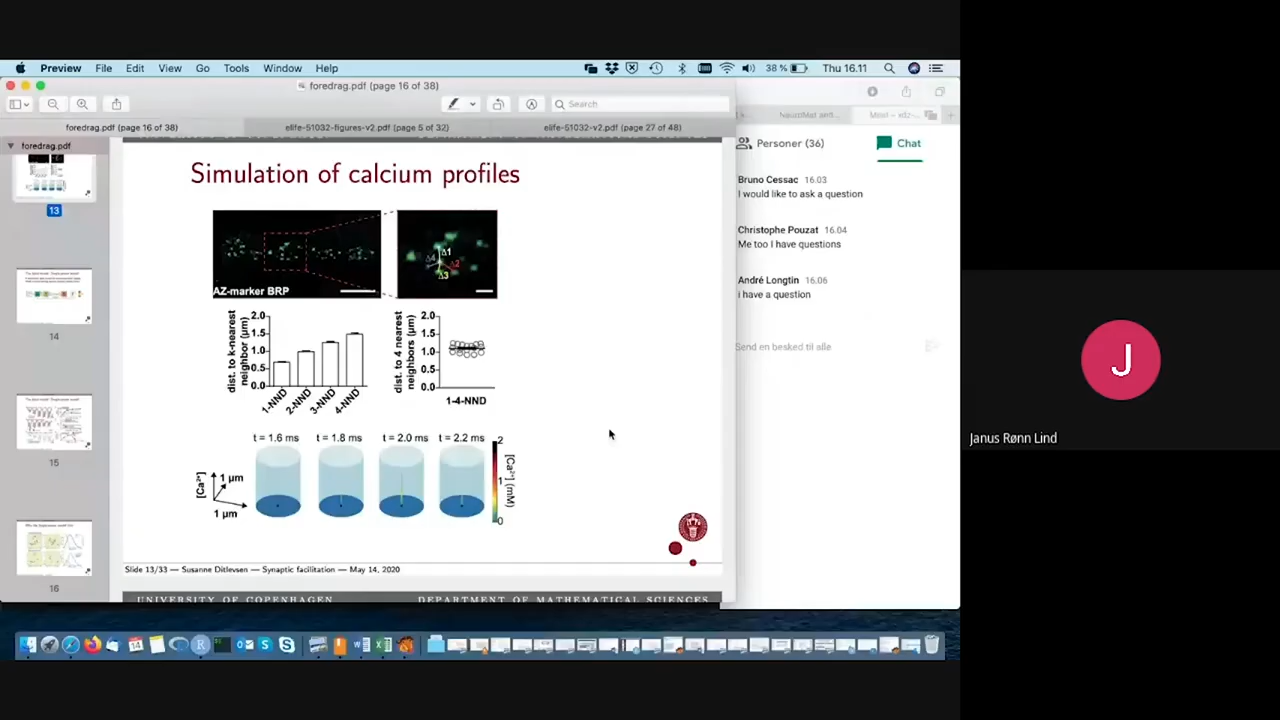 Preview File Edit View Go Tools Window Help 38 % Thu 16.11
foredrag.pdf (page 16 of 38)
Search
foredrag.pdf (page 16 of 38) elife-51032-figures-v2.pdf (page 5 of 32) elife-51032-v2.pdf (page 27 of 48)
foredrag.pdf
13
14
15
16
Simulation of calcium profiles
AZ-marker BRP
Δ1
Δ4
Δ2
Δ3
dist. to k-nearest
neighbor (µm)
2.0
1.5
1.0
0.5
0.0
1-NND 2-NND 3-NND 4-NND
dist. to 4 nearest
neighbors (µm)
2.0
1.5
1.0
0.5
0.0
1-4-NND
t = 1.6 ms t = 1.8 ms t = 2.0 ms t = 2.2 ms
[Ca²⁺]
1 µm
1 µm
2
1
0
[Ca²⁺] (mM)
Slide 13/33 — Susanne Ditlevsen — Synaptic facilitation — May 14, 2020
UNIVERSITY OF COPENHAGEN DEPARTMENT OF MATHEMATICAL SCIENCES
Personer (36) Chat
Bruno Cessac 16.03
I would like to ask a question
Christophe Pouzat 16.04
Me too I have questions
André Longtin 16.06
i have a question
Send en besked til alle
J
Janus Rønn Lind